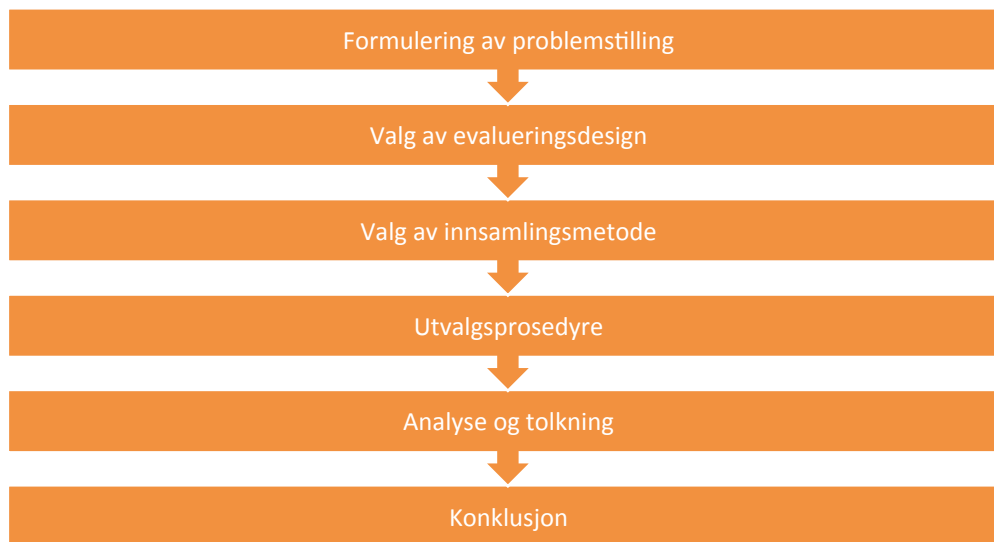 Formulering av problemstilling
Valg av evalueringsdesign
Valg av innsamlingsmetode
Utvalgsprosedyre
Analyse og tolkning
Konklusjon